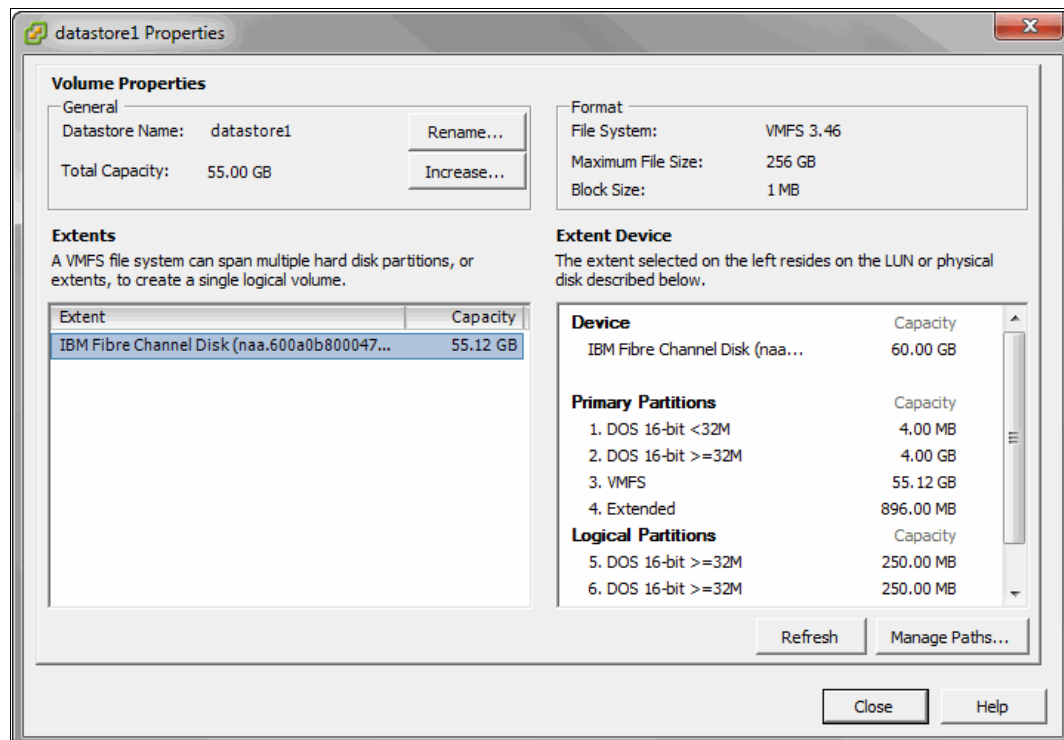 datastore1 Properties
Volume Properties
General
Datastore Name: datastore1
Rename...
Total Capacity: 55.00 GB
Increase...
Format
File System: VMFS 3.46
Maximum File Size: 256 GB
Block Size: 1 MB
Extents
A VMFS file system can span multiple hard disk partitions, or
extents, to create a single logical volume.
Extent Capacity
IBM Fibre Channel Disk (naa.600a0b800047... 55.12 GB
Extent Device
The extent selected on the left resides on the LUN or physical
disk described below.
Device Capacity
IBM Fibre Channel Disk (naa... 60.00 GB
Primary Partitions Capacity
1. DOS 16-bit <32M 4.00 MB
2. DOS 16-bit >=32M 4.00 GB
3. VMFS 55.12 GB
4. Extended 896.00 MB
Logical Partitions Capacity
5. DOS 16-bit >=32M 250.00 MB
6. DOS 16-bit >=32M 250.00 MB
Refresh
Manage Paths...
Close
Help